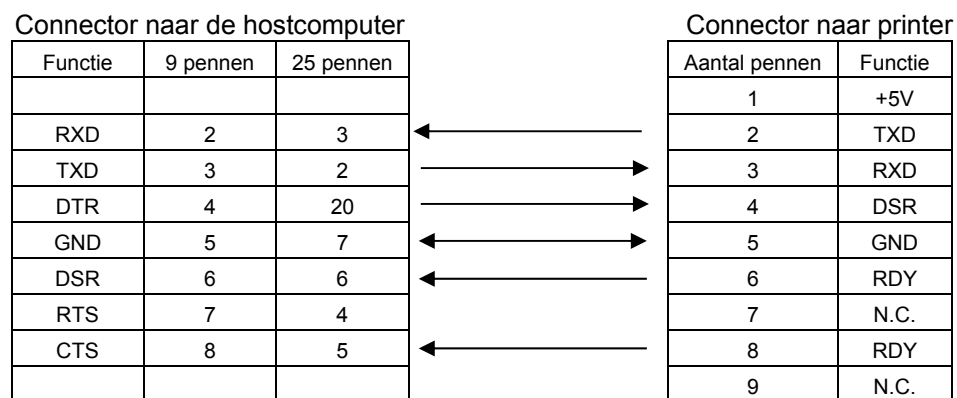 Connector naar de hostcomputer Connector naar printer
Functie 9 pennen 25 pennen Aantal pennen Functie
1 +5V
RXD 2 3 2 TXD
TXD 3 2 3 RXD
DTR 4 20 4 DSR
GND 5 7 5 GND
DSR 6 6 6 RDY
RTS 7 4 7 N.C.
CTS 8 5 8 RDY
9 N.C.